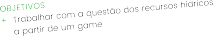 OBJETIVOS:
+ Trabalhar com a questão dos recursos hídricos
a partir de um game